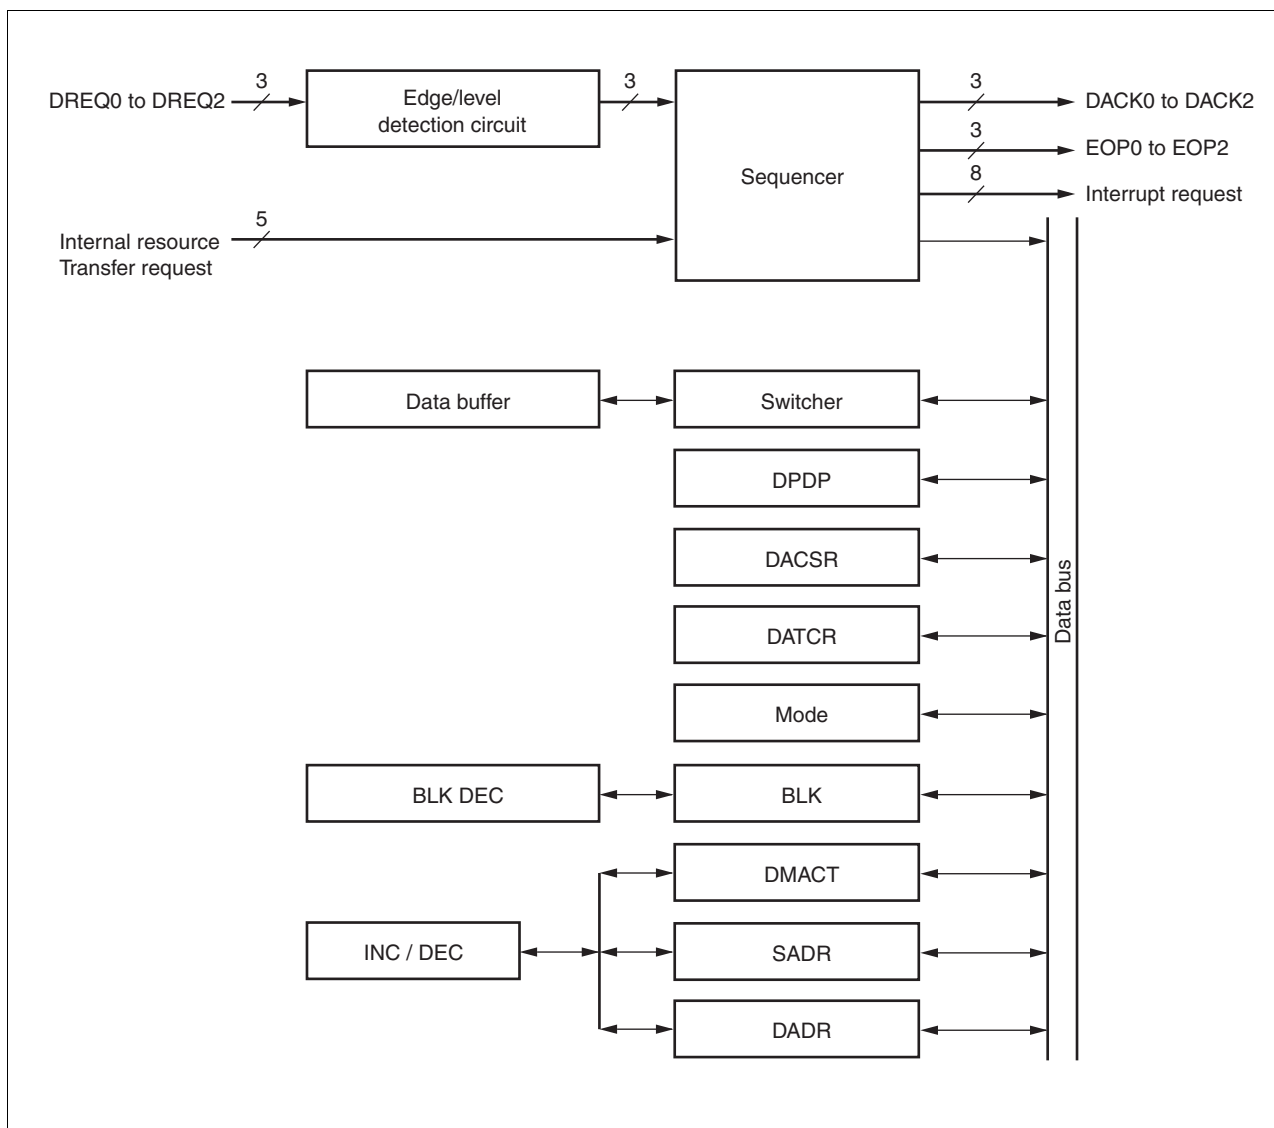 3
3
3
DREQ0 to DREQ2
Edge/level
detection circuit
DACK0 to DACK2
3
EOP0 to EOP2
Sequencer
8
Interrupt request
5
Internal resource
Transfer request
Data buffer
Switcher
DPDP
DACSR
Data bus
DATCR
Mode
BLK DEC
BLK
DMACT
INC / DEC
SADR
DADR